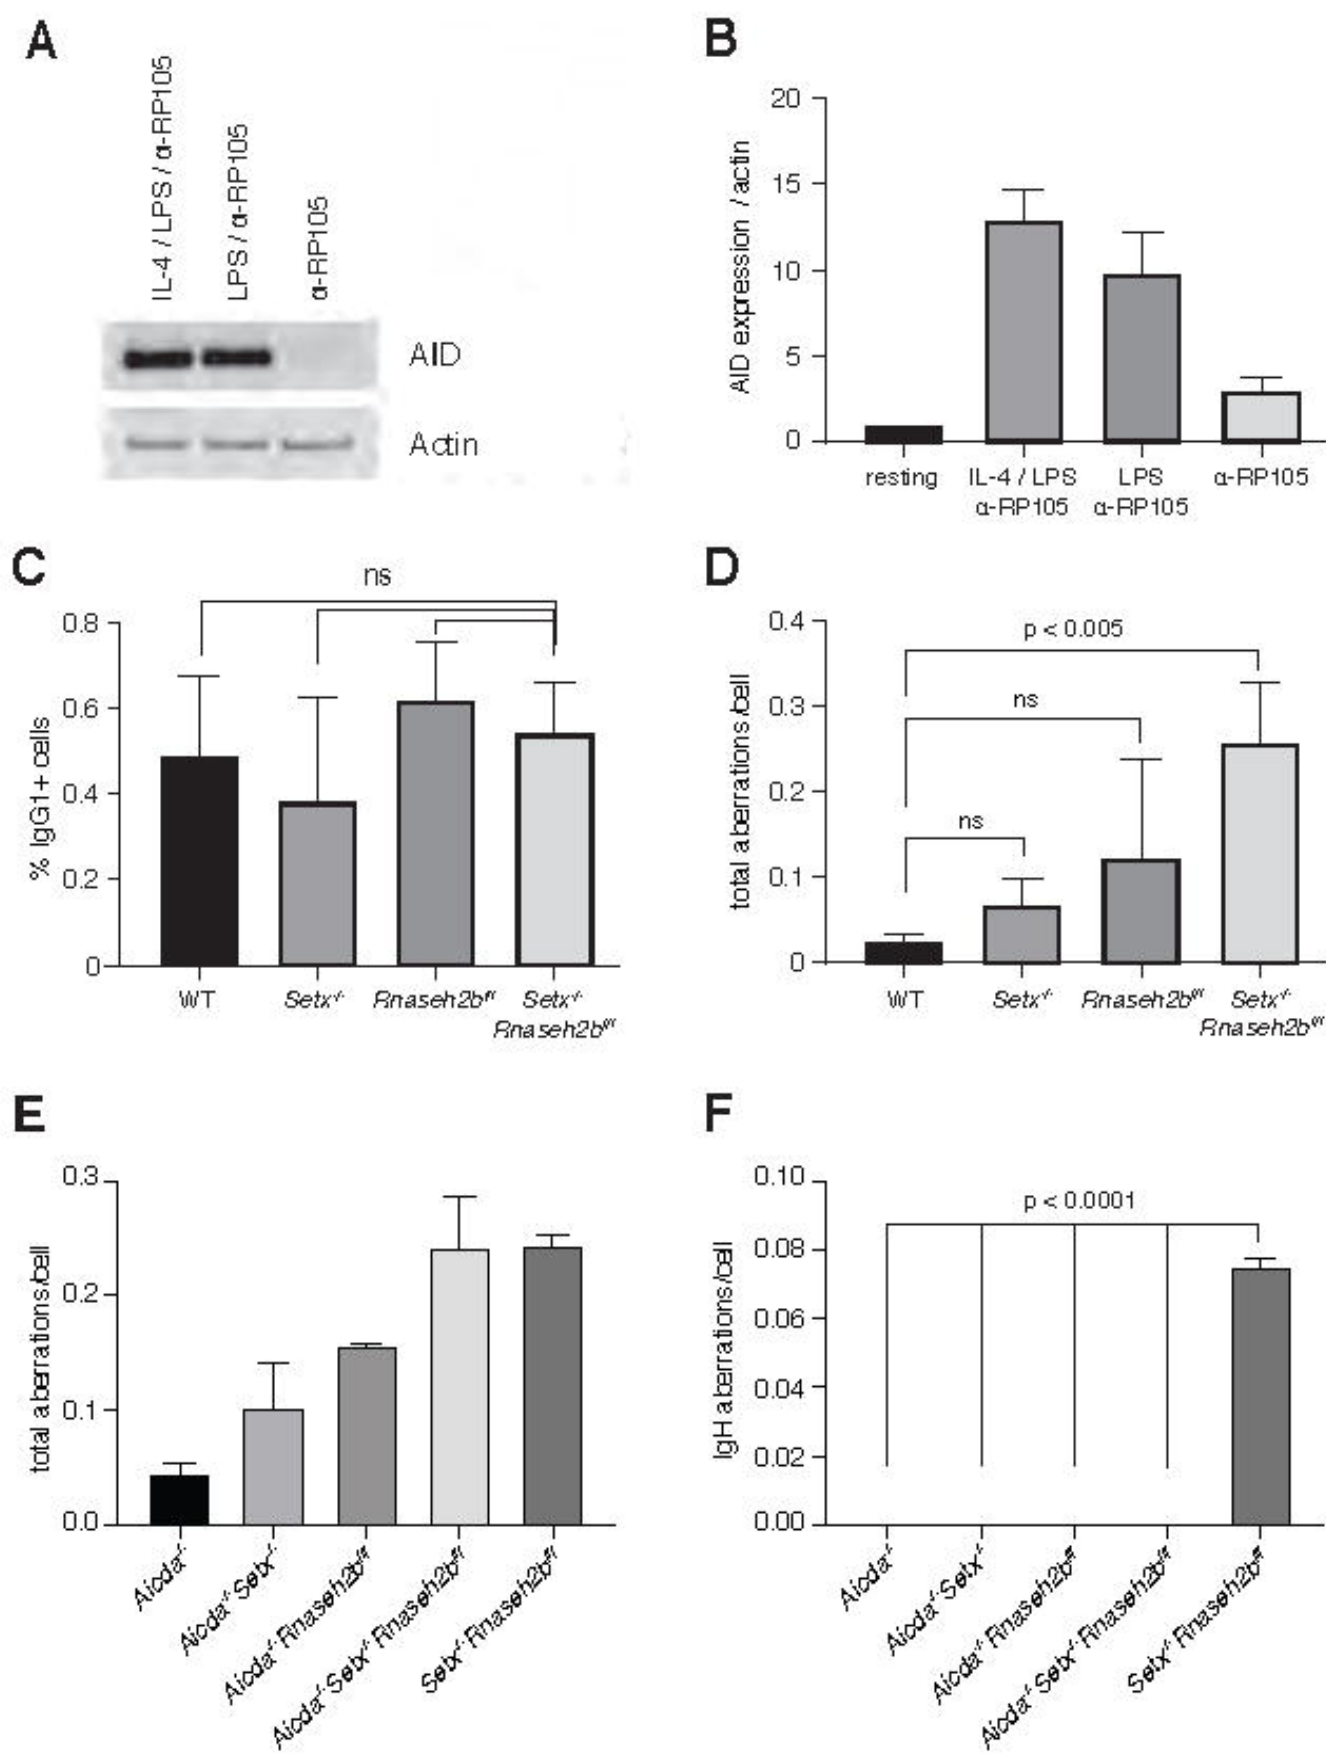 A
IL-4 / LPS / α-RP105
LPS / α-RP105
α-RP105
AID
Actin
B
AID expression / actin
20
15
10
5
0
resting
IL-4 / LPS
α-RP105
LPS
α-RP105
α-RP105
C
ns
% IgG1+ cells
0.8
0.6
0.4
0.2
0
WT
Setx-/-
Rnaseh2bf/f
Setx-/-
Rnaseh2bf/f
D
total aberrations/cell
0.4
0.3
0.2
0.1
0
p < 0.005
ns
ns
WT
Setx-/-
Rnaseh2bf/f
Setx-/-
Rnaseh2bf/f
E
total aberrations/cell
0.3
0.2
0.1
0.0
Aicda-/-
Aicda-/-Setx-/-
Aicda-/-Rnaseh2bf/f
Aicda-/-Setx-/-Rnaseh2bf/f
Setx-/-Rnaseh2bf/f
F
IgH aberrations/cell
0.10
0.08
0.06
0.04
0.02
0.00
p < 0.0001
Aicda-/-
Aicda-/-Setx-/-
Aicda-/-Rnaseh2bf/f
Aicda-/-Setx-/-Rnaseh2bf/f
Setx-/-Rnaseh2bf/f